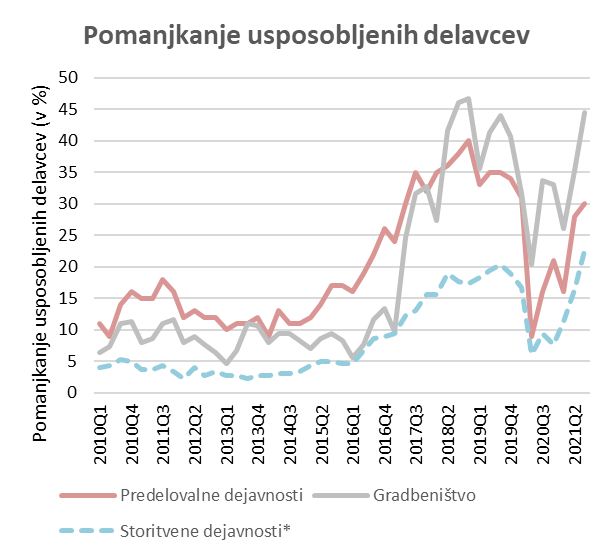 Pomanjkanje usposobljenih delavcev
Pomanjkanje usposobljenih delavcev (v %)
50
45
40
35
30
25
20
15
10
5
0
2010Q1
2010Q4
2011Q3
2012Q2
2013Q1
2013Q4
2014Q3
2015Q2
2016Q1
2016Q4
2017Q3
2018Q2
2019Q1
2019Q4
2020Q3
2021Q2
Predelovalne dejavnosti
Gradbeništvo
Storitvene dejavnosti*